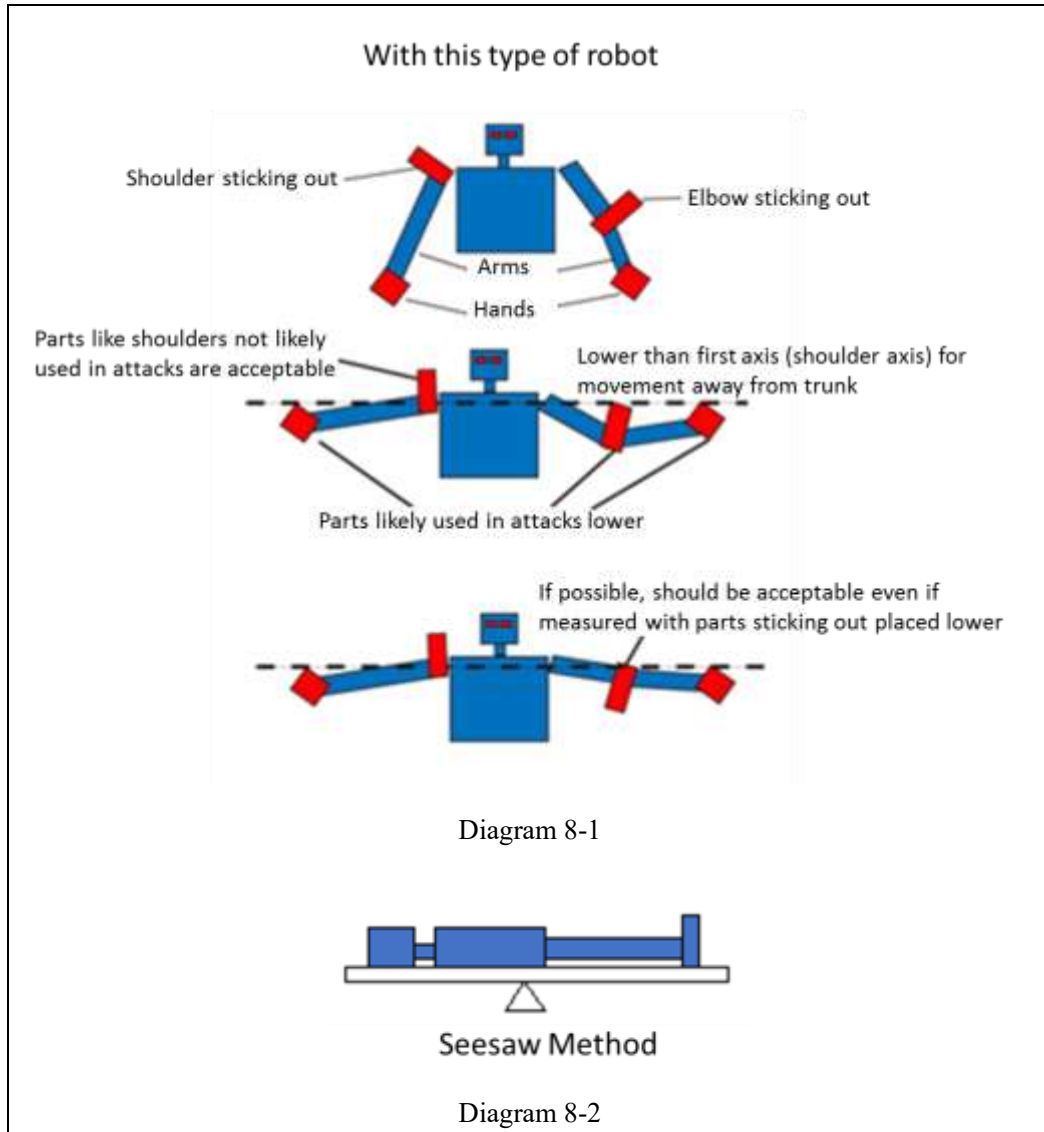 With this type of robot
Shoulder sticking out
Elbow sticking out
Arms
Hands
Parts like shoulders not likely
used in attacks are acceptable
Lower than first axis (shoulder axis) for
movement away from trunk
Parts likely used in attacks lower
If possible, should be acceptable even if
measured with parts sticking out placed lower
Diagram 8-1
Seesaw Method
Diagram 8-2